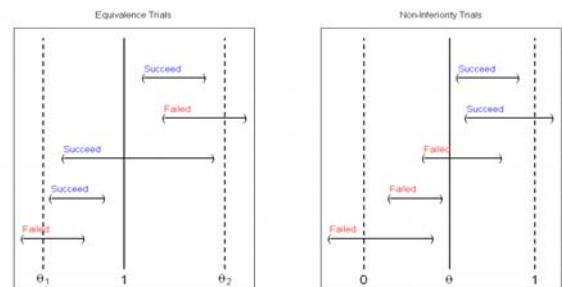 Equivalence Trials
Succeed
Failed
Succeed
Succeed
Failed
θ1 1 θ2
Non-Inferiority Trials
Succeed
Succeed
Failed
Failed
Failed
0 θ 1